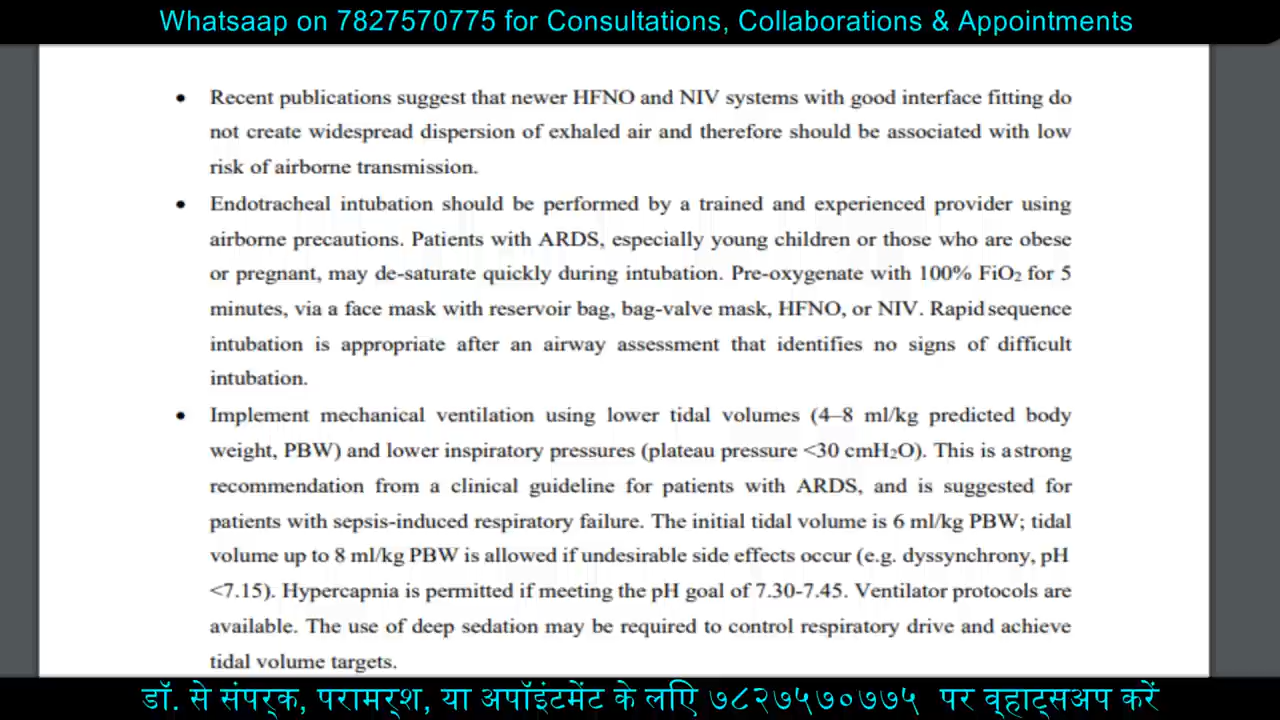 Whatsaap on 7827570775 for Consultations, Collaborations & Appointments
• Recent publications suggest that newer HFNO and NIV systems with good interface fitting do
not create widespread dispersion of exhaled air and therefore should be associated with low
risk of airborne transmission.
• Endotracheal intubation should be performed by a trained and experienced provider using
airborne precautions. Patients with ARDS, especially young children or those who are obese
or pregnant, may de-saturate quickly during intubation. Pre-oxygenate with 100% FiO₂ for 5
minutes, via a face mask with reservoir bag, bag-valve mask, HFNO, or NIV. Rapid sequence
intubation is appropriate after an airway assessment that identifies no signs of difficult
intubation.
• Implement mechanical ventilation using lower tidal volumes (4–8 ml/kg predicted body
weight, PBW) and lower inspiratory pressures (plateau pressure <30 cmH₂O). This is a strong
recommendation from a clinical guideline for patients with ARDS, and is suggested for
patients with sepsis-induced respiratory failure. The initial tidal volume is 6 ml/kg PBW; tidal
volume up to 8 ml/kg PBW is allowed if undesirable side effects occur (e.g. dyssynchrony, pH
<7.15). Hypercapnia is permitted if meeting the pH goal of 7.30-7.45. Ventilator protocols are
available. The use of deep sedation may be required to control respiratory drive and achieve
tidal volume targets.
डॉ. से संपर्क, परामर्श, या अपॉइंटमेंट के लिए ७८२७५७०७७५ पर व्हाट्सअप करें